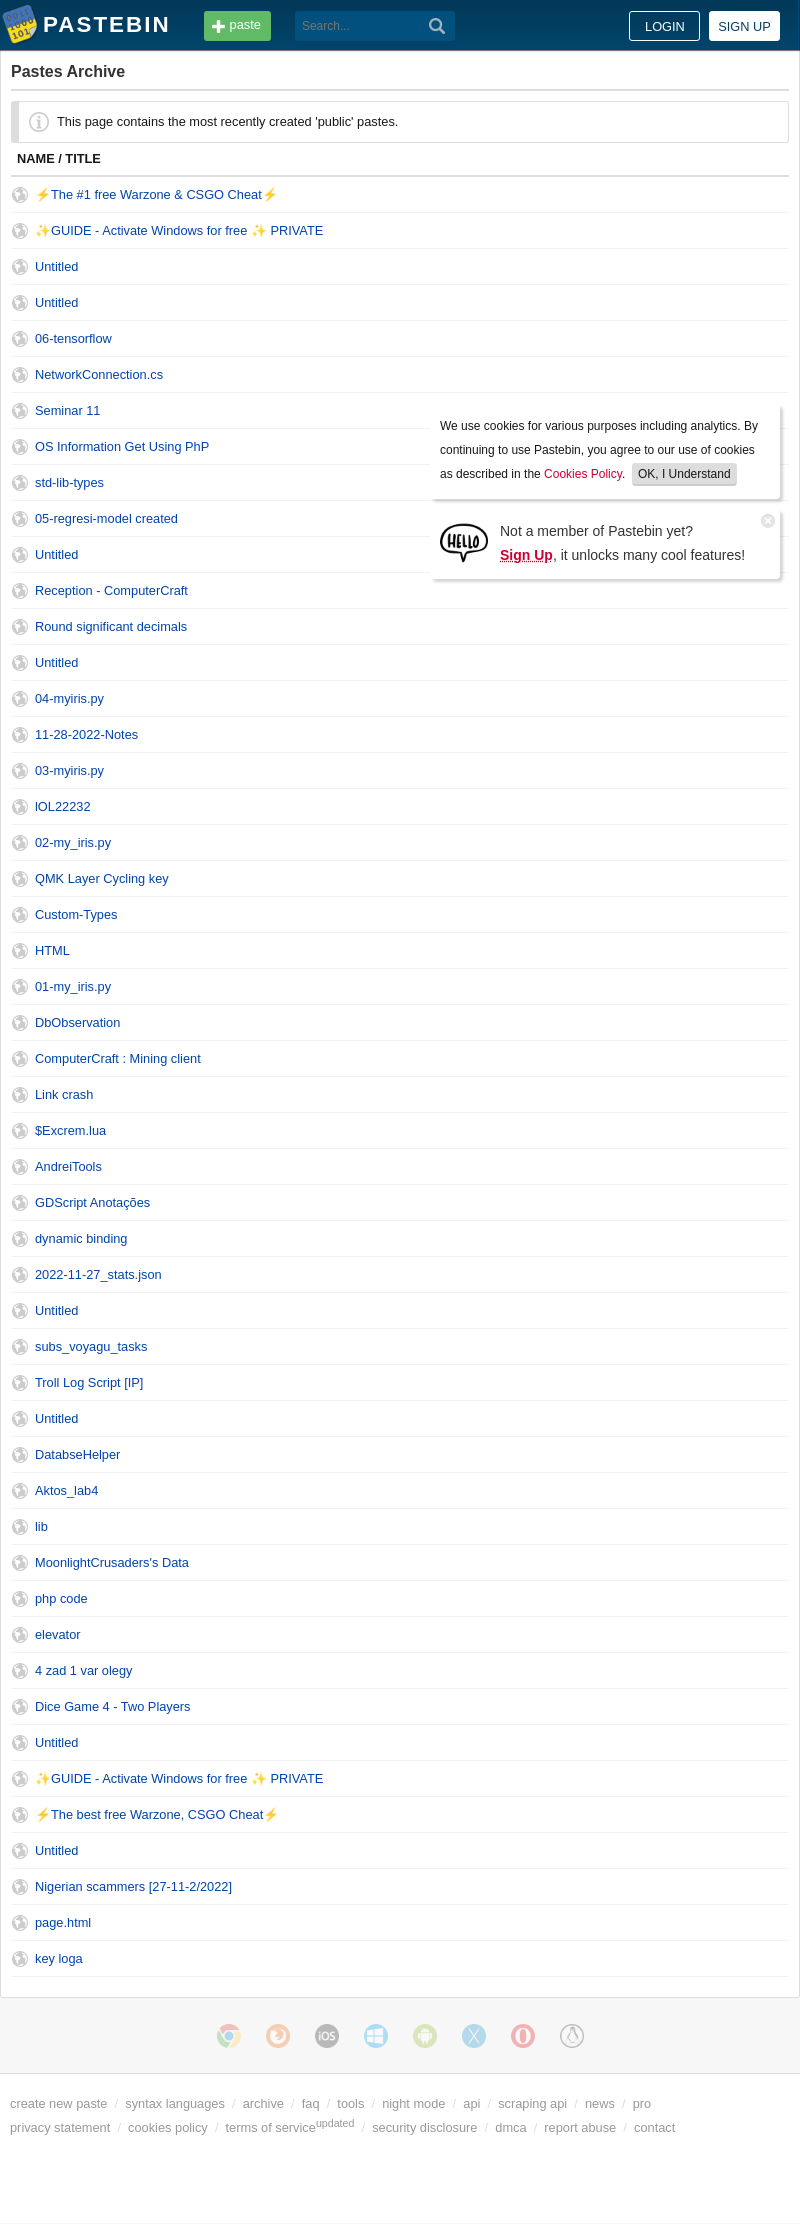 PASTEBIN paste Search... LOGIN SIGN UP
Pastes Archive
This page contains the most recently created 'public' pastes.
NAME / TITLE
⚡The #1 free Warzone & CSGO Cheat⚡
✨GUIDE - Activate Windows for free ✨ PRIVATE
Untitled
Untitled
06-tensorflow
NetworkConnection.cs
Seminar 11
OS Information Get Using PhP
std-lib-types
05-regresi-model created
Untitled
We use cookies for various purposes including analytics. By
continuing to use Pastebin, you agree to our use of cookies
as described in the Cookies Policy. OK, I Understand
HELLO
Not a member of Pastebin yet?
Sign Up, it unlocks many cool features!
Reception - ComputerCraft
Round significant decimals
Untitled
04-myiris.py
11-28-2022-Notes
03-myiris.py
lOL22232
02-my_iris.py
QMK Layer Cycling key
Custom-Types
HTML
01-my_iris.py
DbObservation
ComputerCraft : Mining client
Link crash
$Excrem.lua
AndreiTools
GDScript Anotações
dynamic binding
2022-11-27_stats.json
Untitled
subs_voyagu_tasks
Troll Log Script [IP]
Untitled
DatabseHelper
Aktos_lab4
lib
MoonlightCrusaders's Data
php code
elevator
4 zad 1 var olegy
Dice Game 4 - Two Players
Untitled
✨GUIDE - Activate Windows for free ✨ PRIVATE
⚡The best free Warzone, CSGO Cheat⚡
Untitled
Nigerian scammers [27-11-2/2022]
page.html
key loga
iOS
create new paste / syntax languages / archive / faq / tools / night mode / api / scraping api / news / pro
privacy statement / cookies policy / terms of service updated / security disclosure / dmca / report abuse / contact